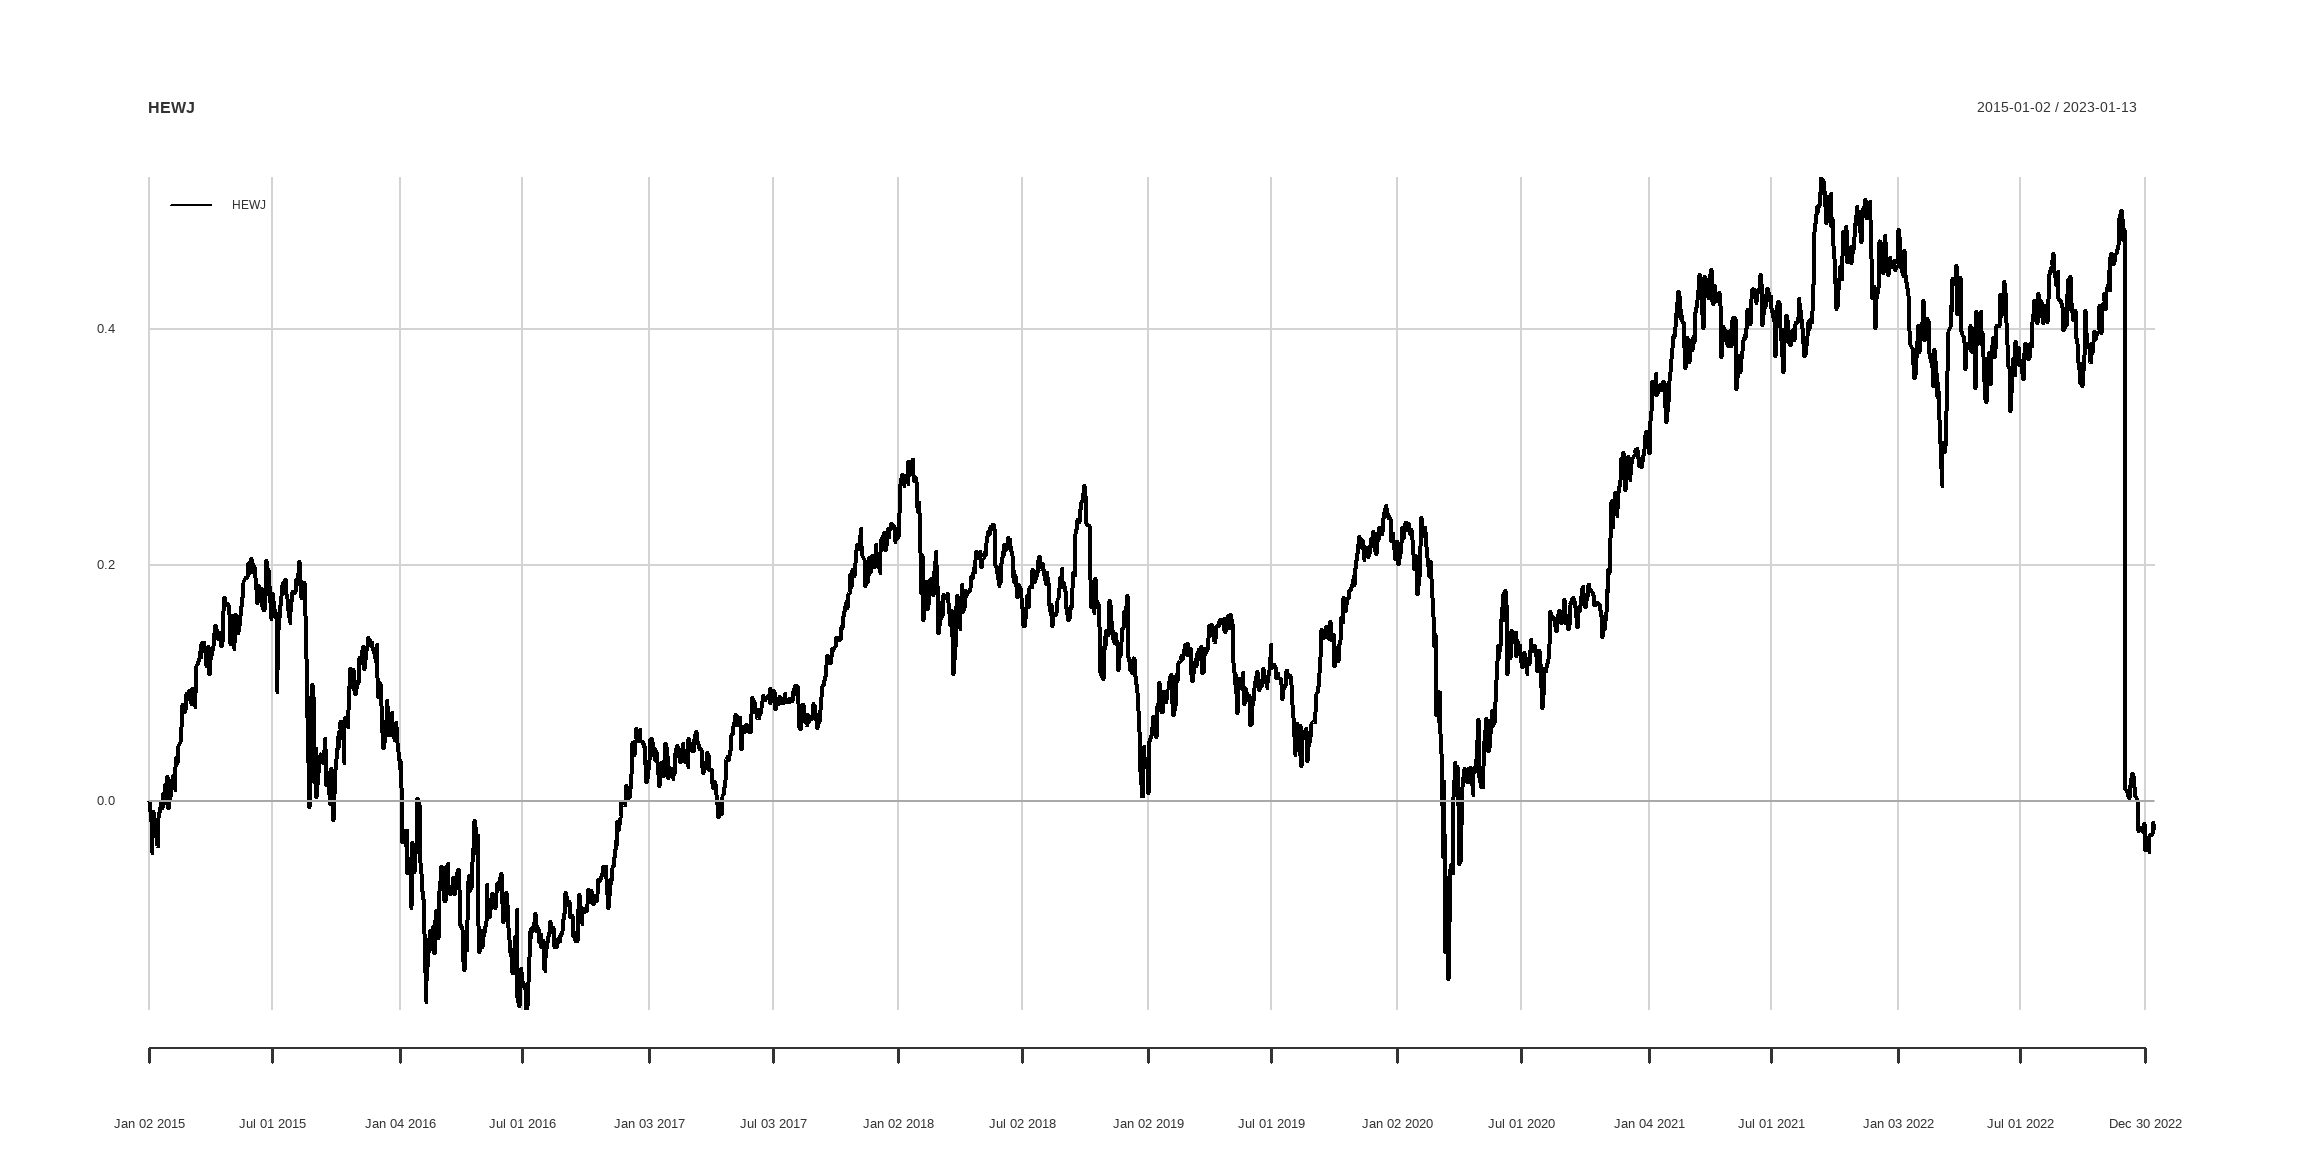 HEWJ
2015-01-02 / 2023-01-13
HEWJ
0.4
0.2
0.0
Jan 02 2015
Jul 01 2015
Jan 04 2016
Jul 01 2016
Jan 03 2017
Jul 03 2017
Jan 02 2018
Jul 02 2018
Jan 02 2019
Jul 01 2019
Jan 02 2020
Jul 01 2020
Jan 04 2021
Jul 01 2021
Jan 03 2022
Jul 01 2022
Dec 30 2022